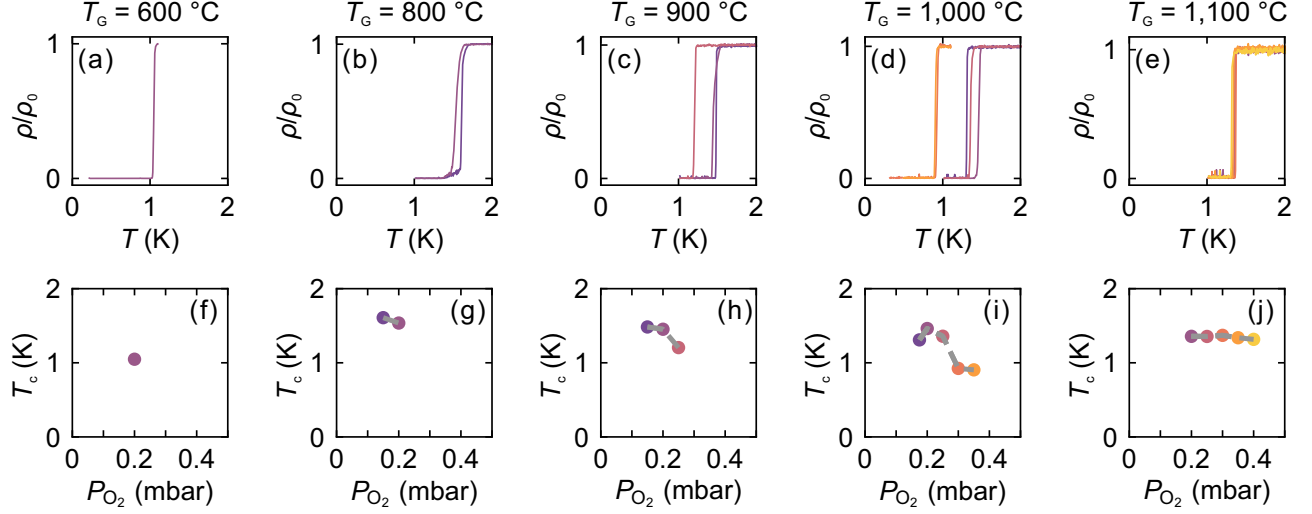 T_G = 600 °C T_G = 800 °C T_G = 900 °C T_G = 1,000 °C T_G = 1,100 °C
1 1 1 1 1
(a) (b) (c) (d) (e)
ρ/ρ₀ ρ/ρ₀ ρ/ρ₀ ρ/ρ₀ ρ/ρ₀
0 0 0 0 0
0 1 2 0 1 2 0 1 2 0 1 2 0 1 2
T (K) T (K) T (K) T (K) T (K)
2 2 2 2 2
(f) (g) (h) (i) (j)
T_c (K) T_c (K) T_c (K) T_c (K) T_c (K)
1 1 1 1 1
0 0 0 0 0
0 0.2 0.4 0 0.2 0.4 0 0.2 0.4 0 0.2 0.4 0 0.2 0.4
P_O₂ (mbar) P_O₂ (mbar) P_O₂ (mbar) P_O₂ (mbar) P_O₂ (mbar)